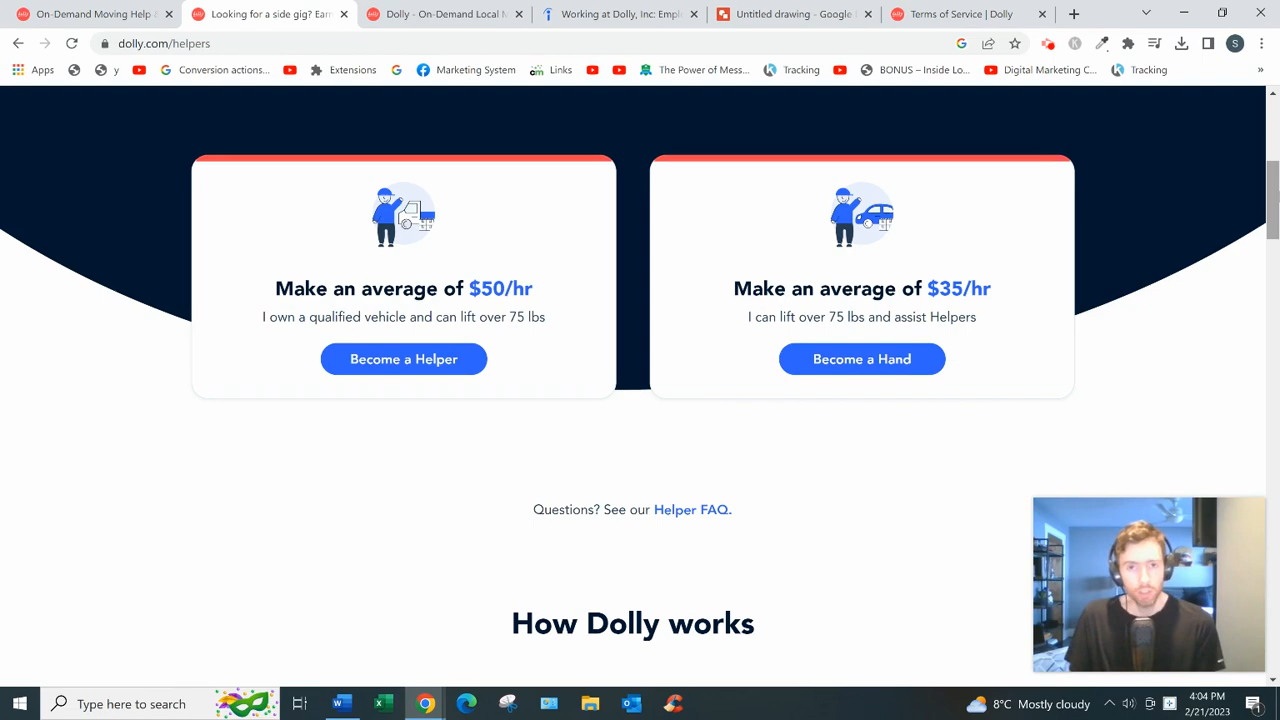 On-Demand Moving Help &
Looking for a side gig? Earn
Dolly - On-Demand Local M
Working at Dolly, Inc: Emplo
Untitled drawing - Google D
Terms of Service | Dolly
dolly.com/helpers
S
Apps
y
Conversion actions...
Extensions
Marketing System
Links
The Power of Mess...
Tracking
BONUS – Inside Lo...
Digital Marketing C...
Tracking
»
Make an average of $50/hr
I own a qualified vehicle and can lift over 75 lbs
Become a Helper
Make an average of $35/hr
I can lift over 75 lbs and assist Helpers
Become a Hand
Questions? See our Helper FAQ.
How Dolly works
Type here to search
8°C Mostly cloudy
4:04 PM
2/21/2023